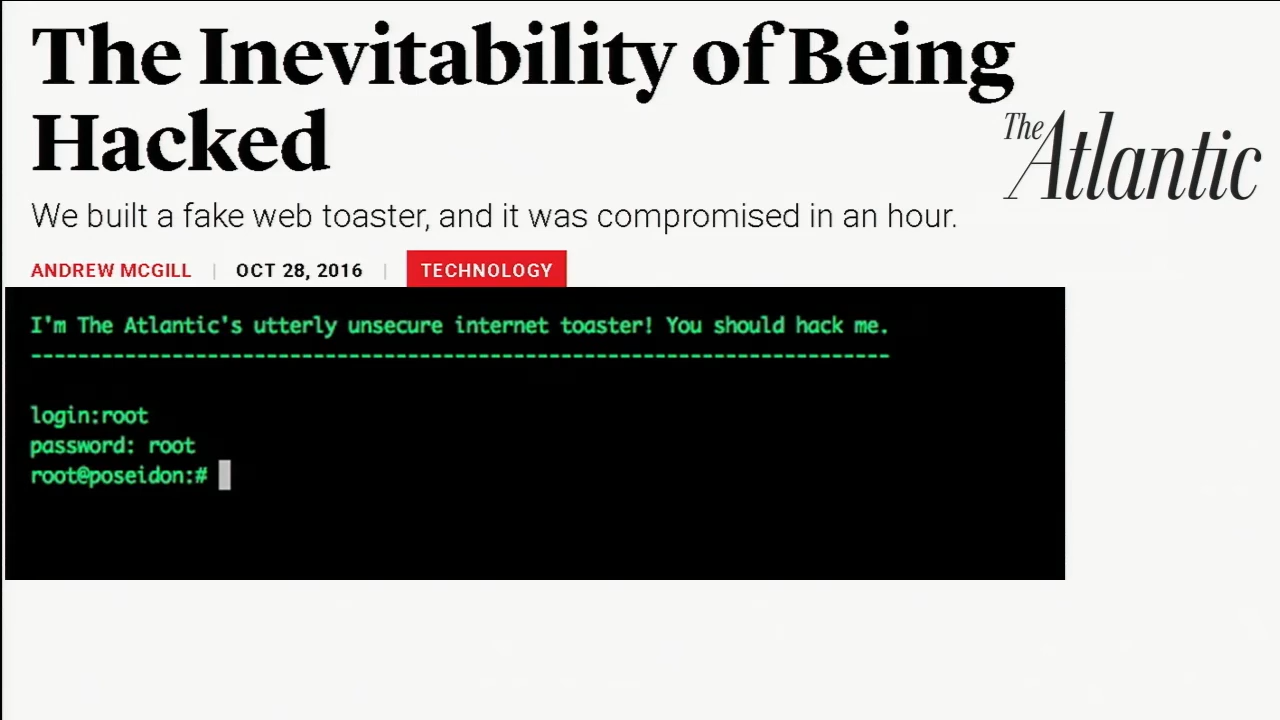 The Inevitability of Being
Hacked
The Atlantic
We built a fake web toaster, and it was compromised in an hour.
ANDREW MCGILL | OCT 28, 2016 | TECHNOLOGY
I'm The Atlantic's utterly unsecure internet toaster! You should hack me.
-------------------------------------------------------------------------
login:root
password: root
root@poseidon:#